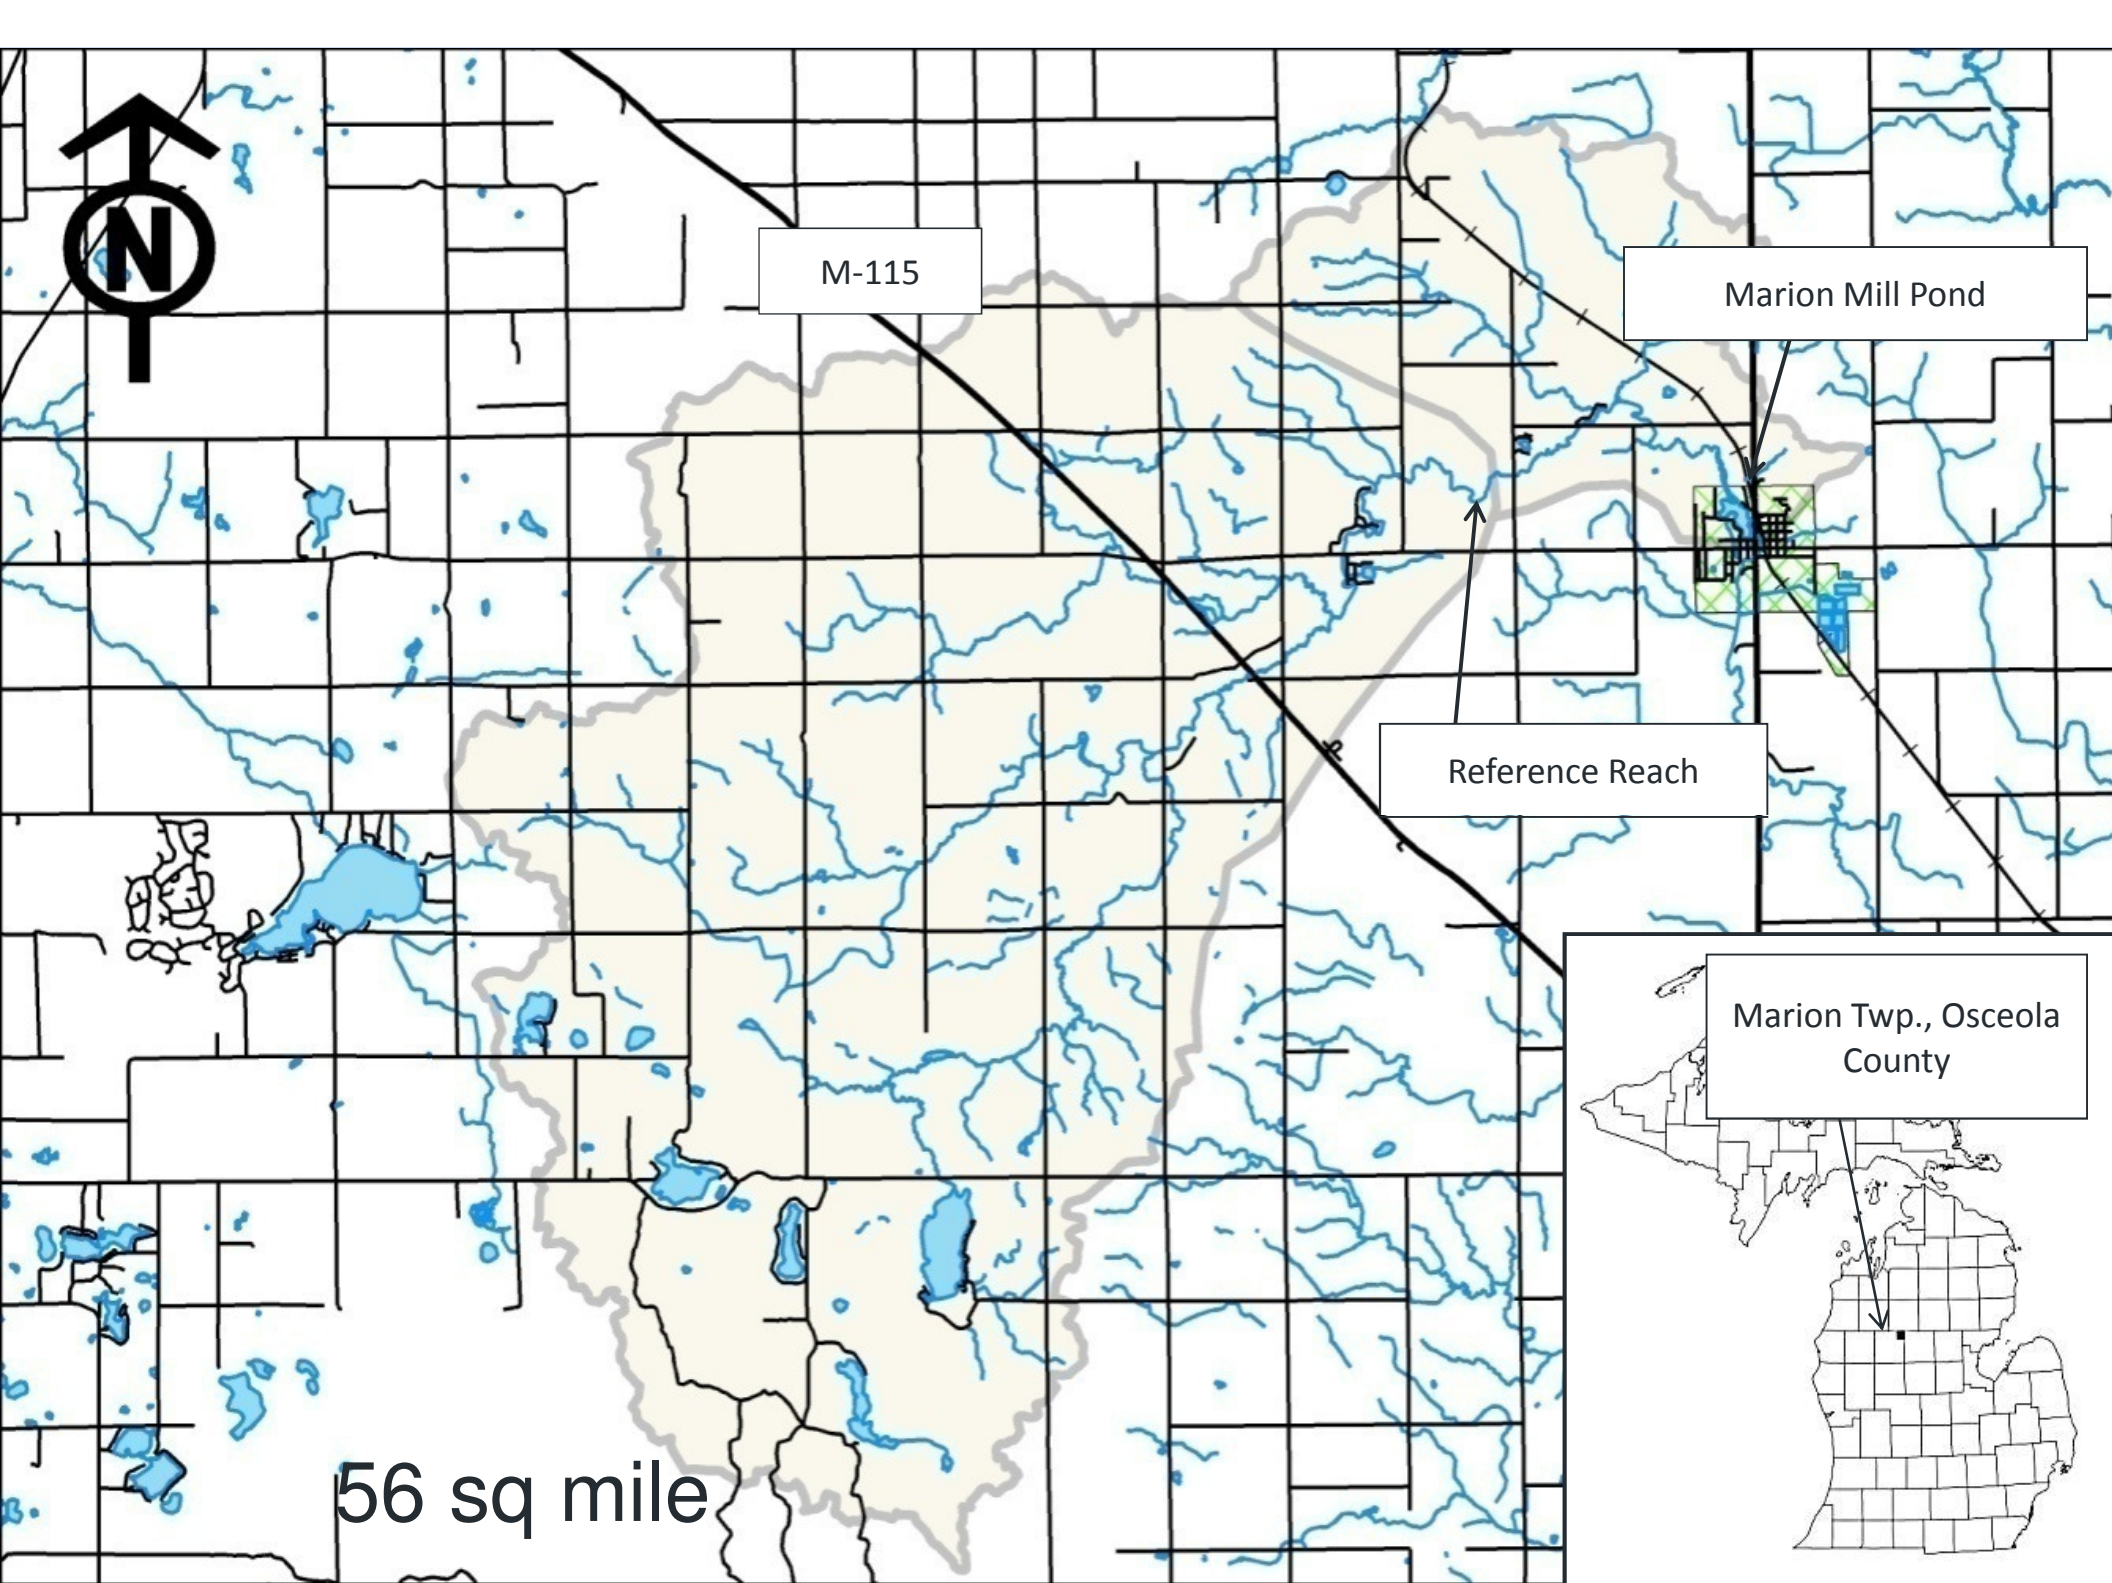 N
M-115
Marion Mill Pond
Reference Reach
Marion Twp., Osceola
County
56 sq mile